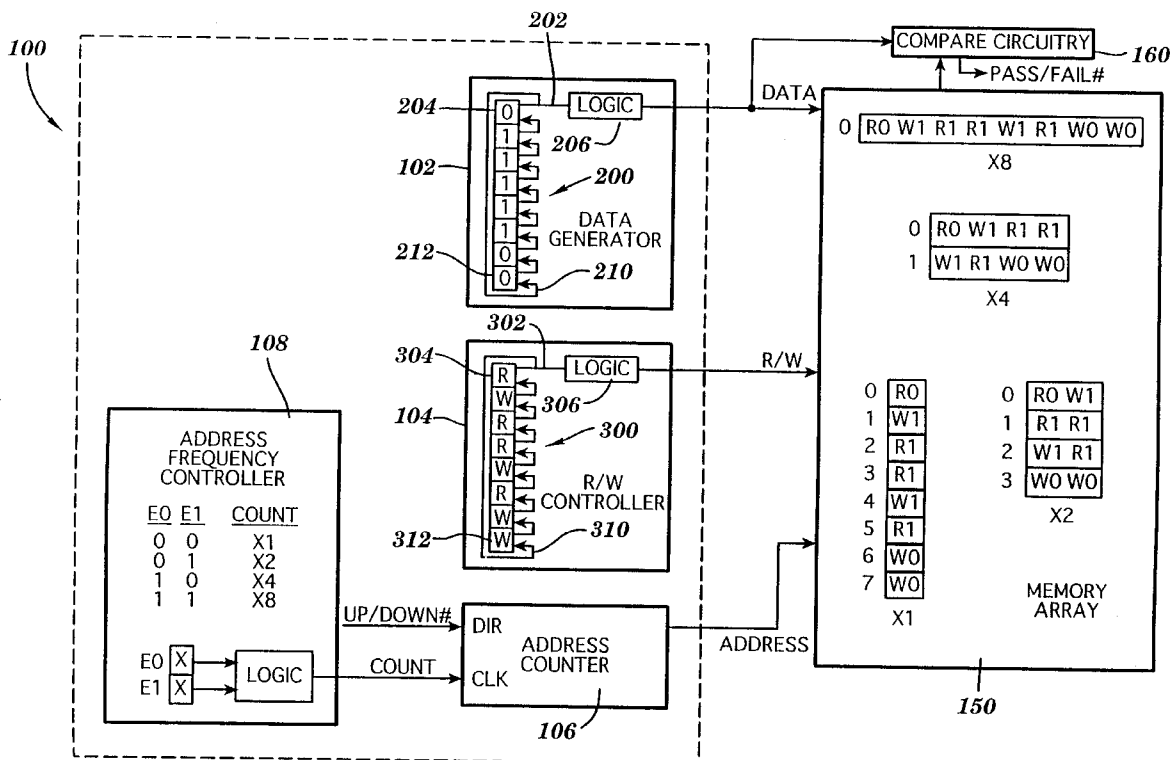 100
202
COMPARE CIRCUITRY
160
PASS/FAIL#
DATA
204
0
1
1
1
1
1
0
0
LOGIC
206
102
200
DATA
GENERATOR
212
210
0 R0 W1 R1 R1 W1 R1 W0 W0
X8
0 R0 W1 R1 R1
1 W1 R1 W0 W0
X4
302
304
R
W
R
R
W
R
W
W
LOGIC
306
R/W
104
300
R/W
CONTROLLER
312
310
0 R0
1 W1
2 R1
3 R1
4 W1
5 R1
6 W0
7 W0
X1
0 R0 W1
1 R1 R1
2 W1 R1
3 W0 W0
X2
MEMORY
ARRAY
150
108
ADDRESS
FREQUENCY
CONTROLLER
E0 E1 COUNT
0 0 X1
0 1 X2
1 0 X4
1 1 X8
E0 X
E1 X
LOGIC
UP/DOWN#
COUNT
DIR
CLK
ADDRESS
COUNTER
106
ADDRESS